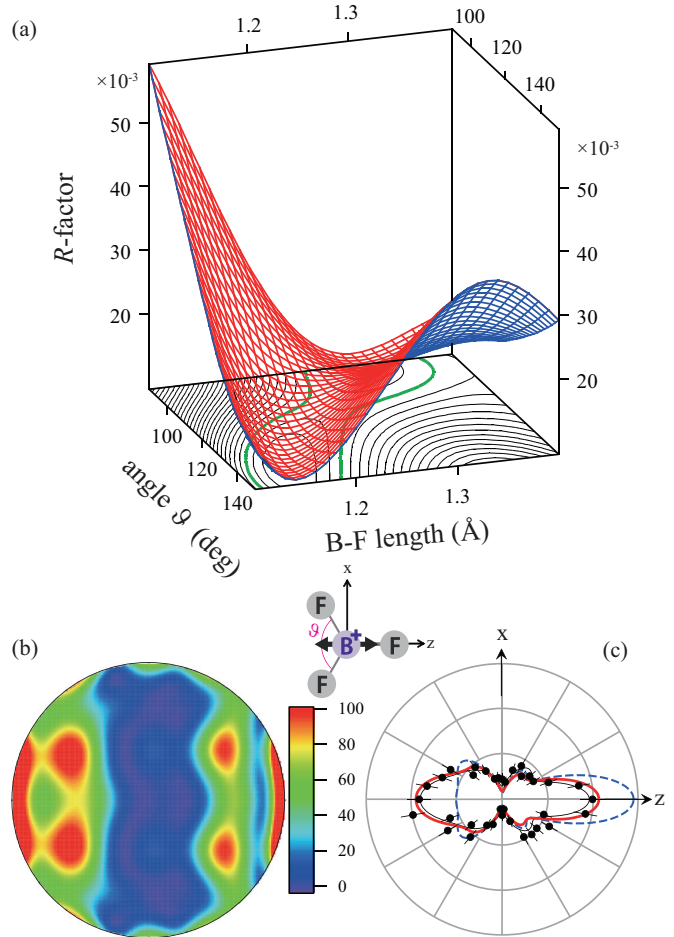 (a)
1.2
1.3
100
120
140
×10⁻³
50
40
30
20
R-factor
×10⁻³
50
40
30
20
100
120
140
angle ϑ (deg)
1.2
1.3
B-F length (Å)
x
F
ϑ
B+
F
z
F
(b)
100
80
60
40
20
0
(c)
X
Z